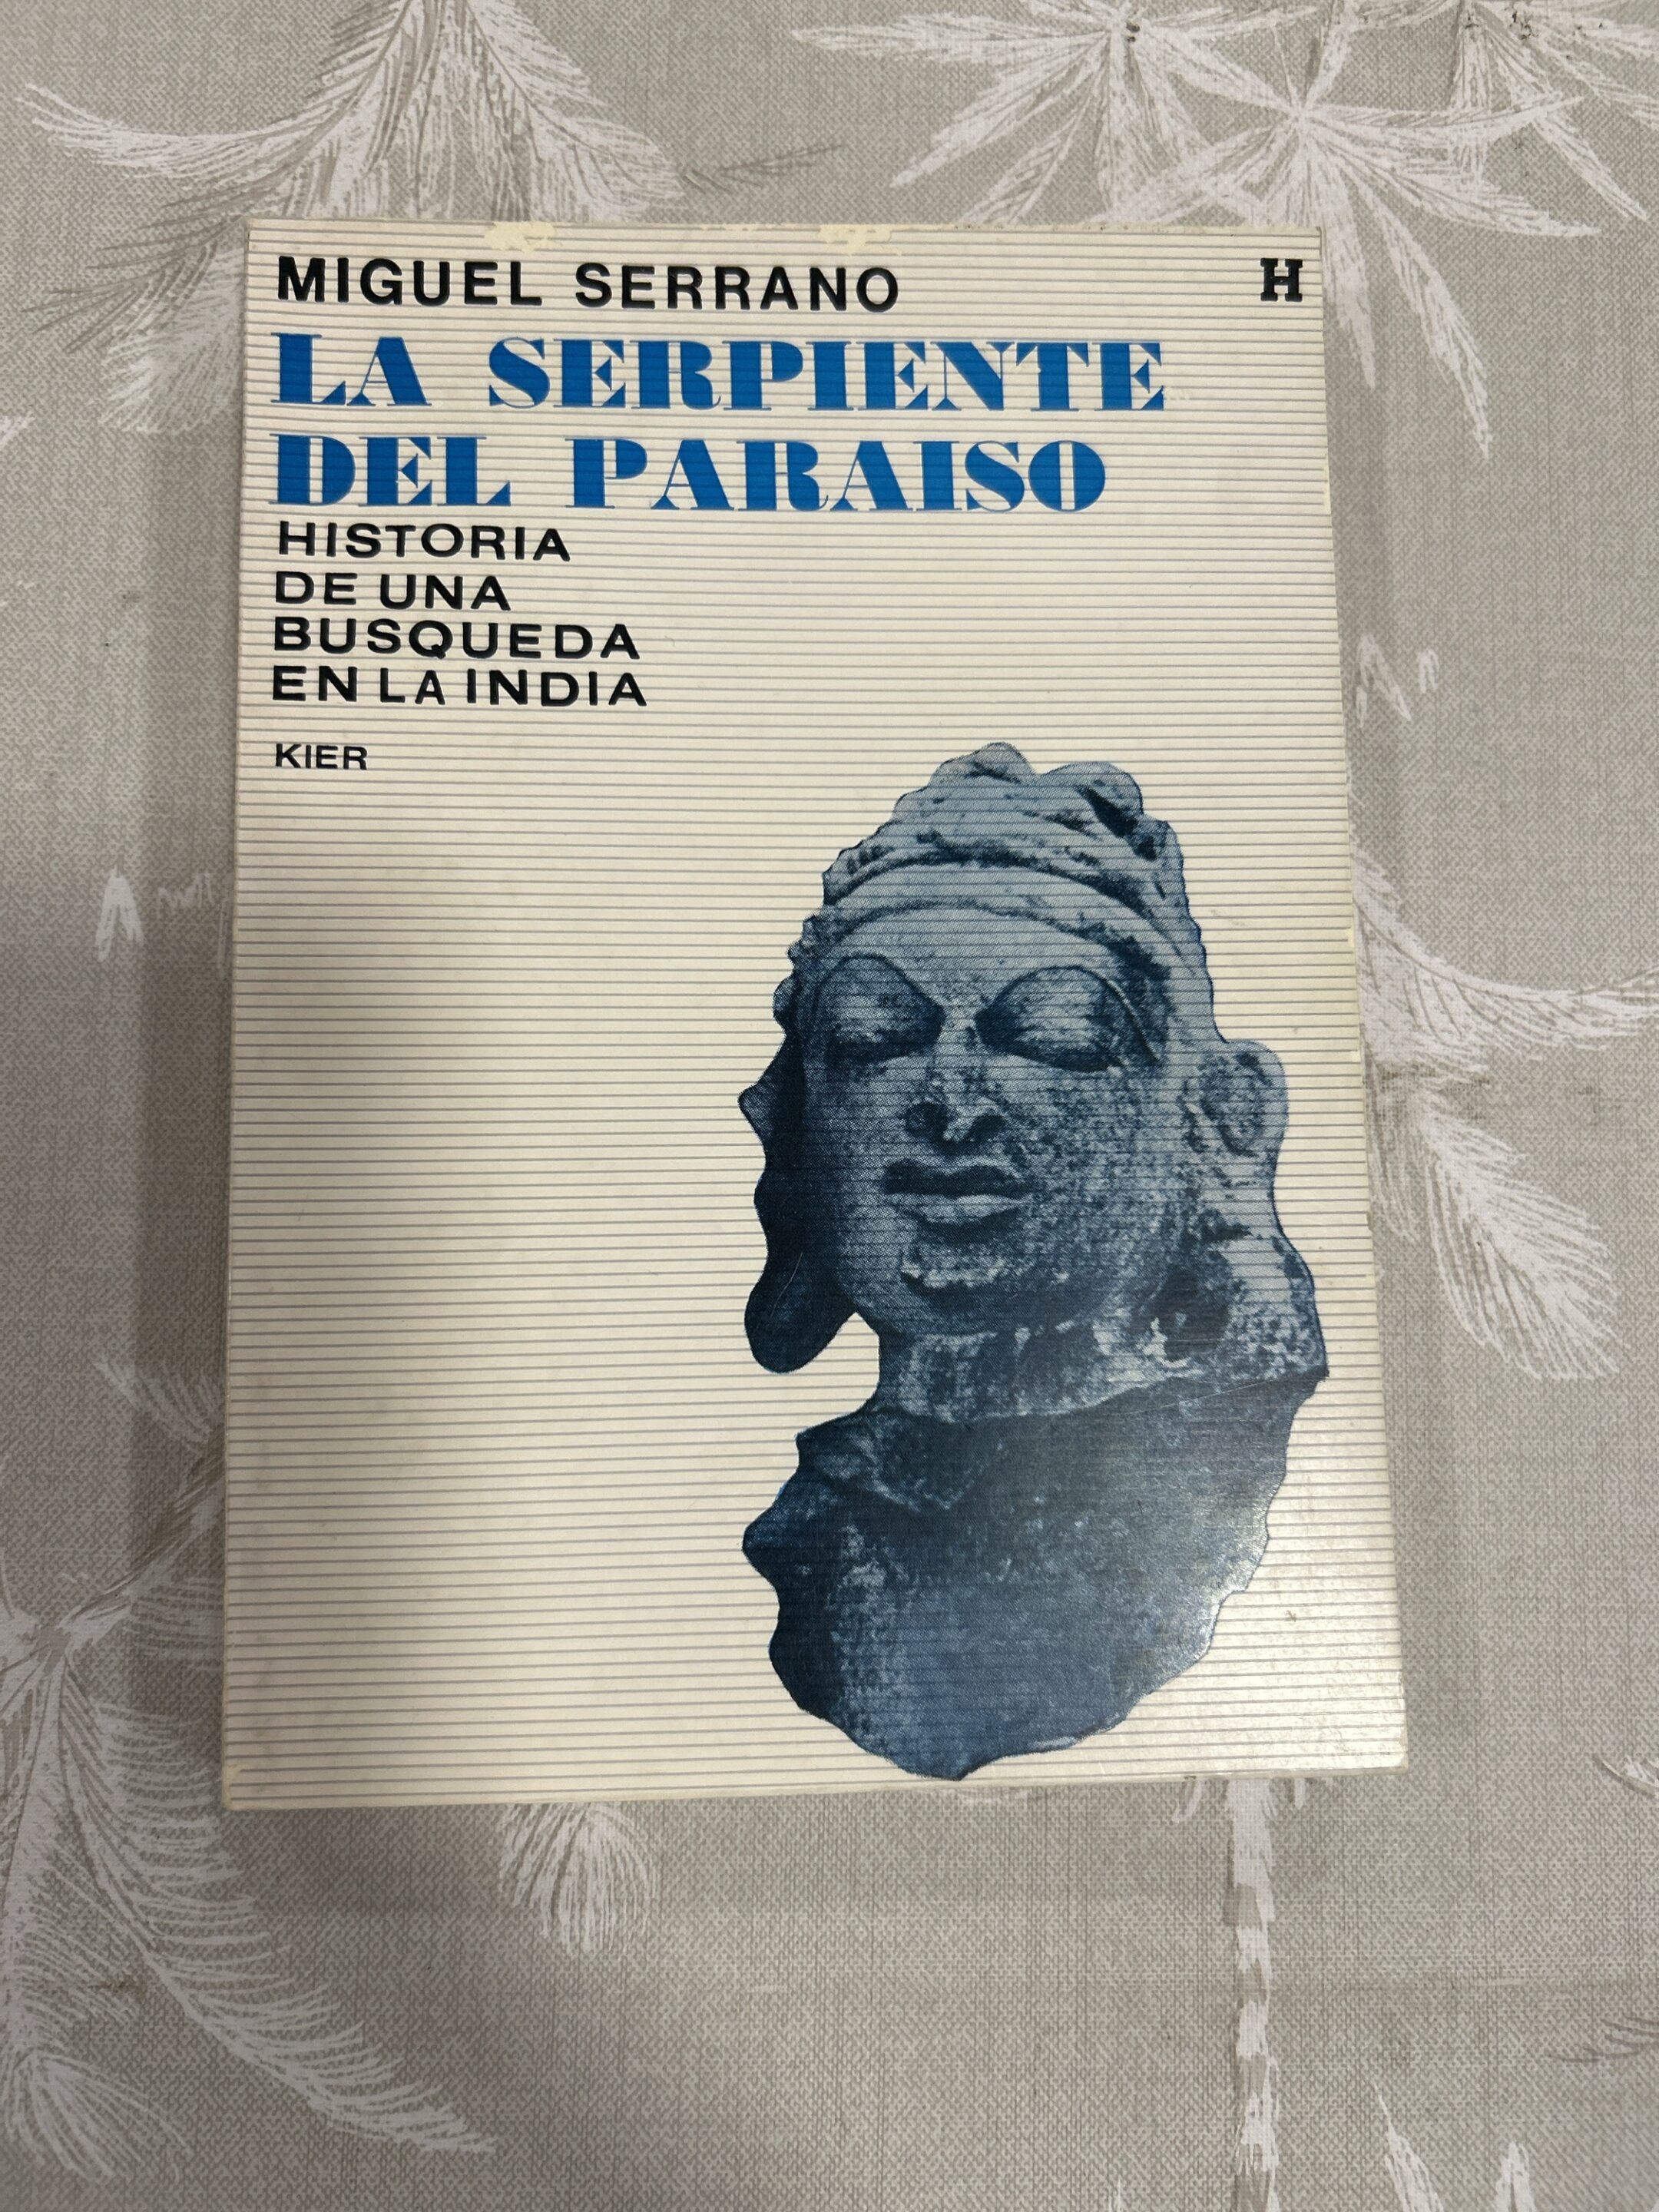 MIGUEL SERRANO H
LA SERPIENTE
DEL PARAISO
HISTORIA
DE UNA
BUSQUEDA
EN LA INDIA
KIER